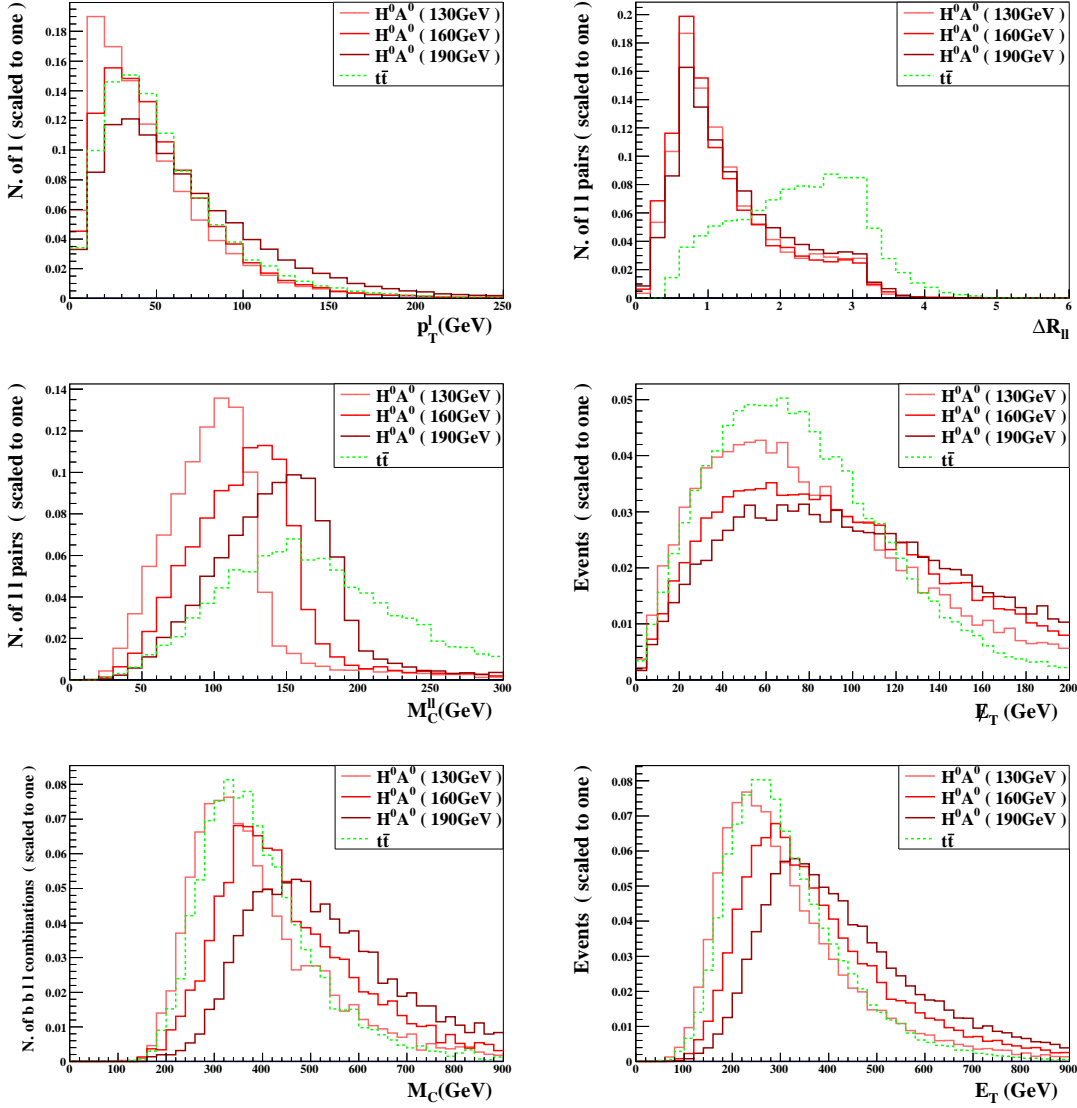 N. of l ( scaled to one )
H⁰A⁰ ( 130GeV)
H⁰A⁰ ( 160GeV)
H⁰A⁰ ( 190GeV)
tt̄
0.18
0.16
0.14
0.12
0.1
0.08
0.06
0.04
0.02
0
0 50 100 150 200 250
p_T^l(GeV)
N. of l l pairs ( scaled to one )
H⁰A⁰ ( 130GeV)
H⁰A⁰ ( 160GeV)
H⁰A⁰ ( 190GeV)
tt̄
0.2
0.18
0.16
0.14
0.12
0.1
0.08
0.06
0.04
0.02
0
0 1 2 3 4 5 6
ΔR_ll
N. of l l pairs ( scaled to one )
H⁰A⁰ ( 130GeV)
H⁰A⁰ ( 160GeV)
H⁰A⁰ ( 190GeV)
tt̄
0.14
0.12
0.1
0.08
0.06
0.04
0.02
0
0 50 100 150 200 250 300
M_C^ll(GeV)
Events ( scaled to one )
H⁰A⁰ ( 130GeV)
H⁰A⁰ ( 160GeV)
H⁰A⁰ ( 190GeV)
tt̄
0.05
0.04
0.03
0.02
0.01
0
0 20 40 60 80 100 120 140 160 180 200
E̸_T (GeV)
N. of b b l l combinations ( scaled to one)
H⁰A⁰ ( 130GeV)
H⁰A⁰ ( 160GeV)
H⁰A⁰ ( 190GeV)
tt̄
0.08
0.07
0.06
0.05
0.04
0.03
0.02
0.01
0
0 100 200 300 400 500 600 700 800 900
M_C(GeV)
Events ( scaled to one)
H⁰A⁰ ( 130GeV)
H⁰A⁰ ( 160GeV)
H⁰A⁰ ( 190GeV)
tt̄
0.08
0.07
0.06
0.05
0.04
0.03
0.02
0.01
0
0 100 200 300 400 500 600 700 800 900
E_T (GeV)